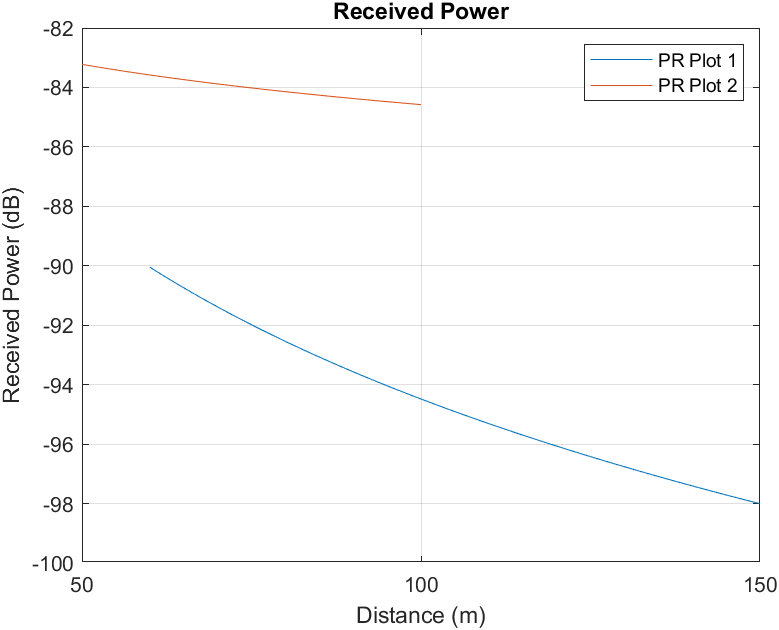 Received Power
PR Plot 1
PR Plot 2
Received Power (dB)
-82
-84
-86
-88
-90
-92
-94
-96
-98
-100
50
100
150
Distance (m)